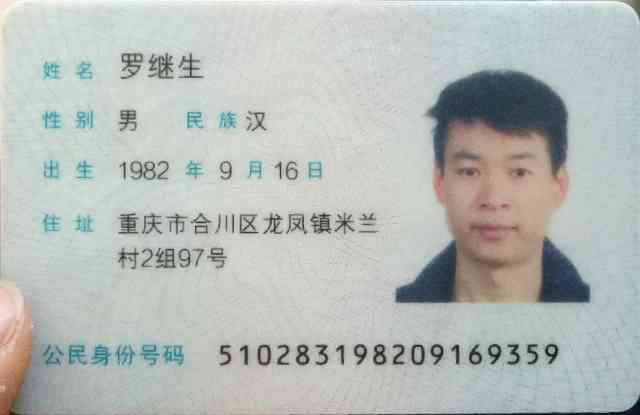 姓名 罗继生
性别 男 民族 汉
出生 1982 年 9 月 16 日
住址 重庆市合川区龙凤镇米兰
村2组97号
公民身份号码 510283198209169359